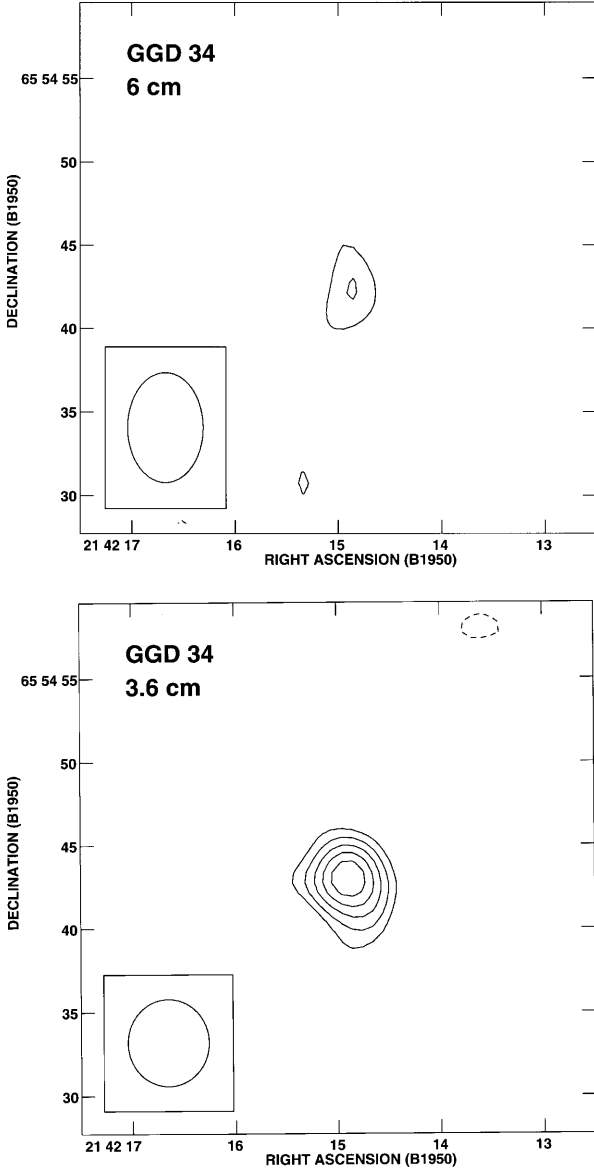 GGD 34
6 cm
65 54 55
50
45
40
35
30
DECLINATION (B1950)
21 42 17
16
15
14
13
RIGHT ASCENSION (B1950)
GGD 34
3.6 cm
65 54 55
50
45
40
35
30
DECLINATION (B1950)
21 42 17
16
15
14
13
RIGHT ASCENSION (B1950)